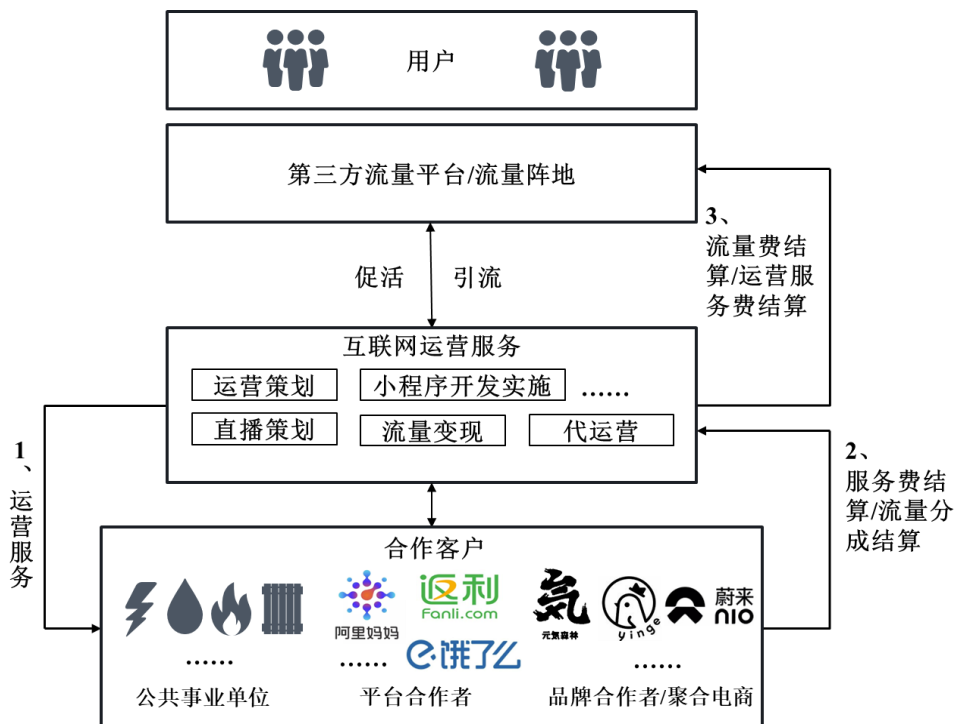 用户
第三方流量平台/流量阵地
促活
引流
3、
流量费结
算/运营服
务费结算
互联网运营服务
运营策划
小程序开发实施
......
直播策划
流量变现
代运营
1、
运营服务
2、
服务费结
算/流量分
成结算
合作客户
阿里妈妈
返利
Fanli.com
饿了么
気
元気森林
yinge
蔚来
NIO
......
......
......
公共事业单位
平台合作者
品牌合作者/聚合电商